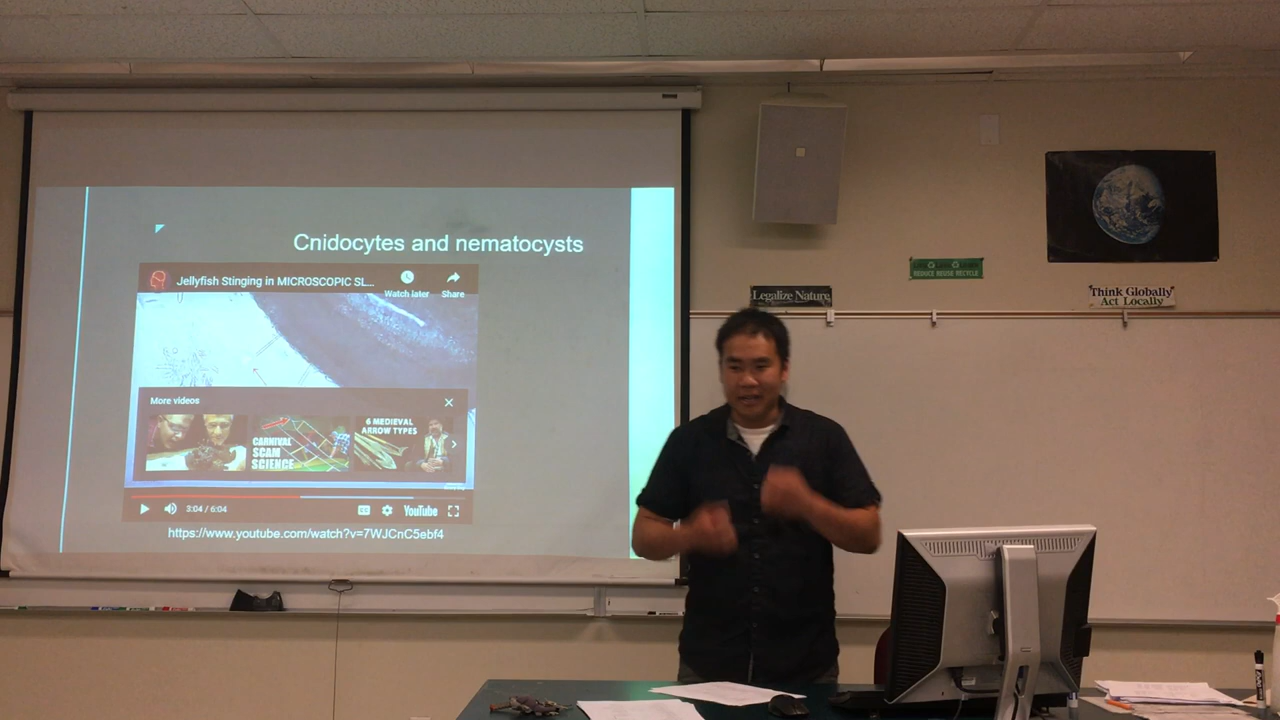 Cnidocytes and nematocysts
Jellyfish Stinging in MICROSCOPIC SL...
Watch later
Share
More videos
CARNIVAL
SCAM
SCIENCE
6 MEDIEVAL
ARROW TYPES
3:04 / 6:04
CC
YouTube
https://www.youtube.com/watch?v=7WJCnC5ebf4
Legalize Nature
REDUCE REUSE RECYCLE
Think Globally
Act Locally